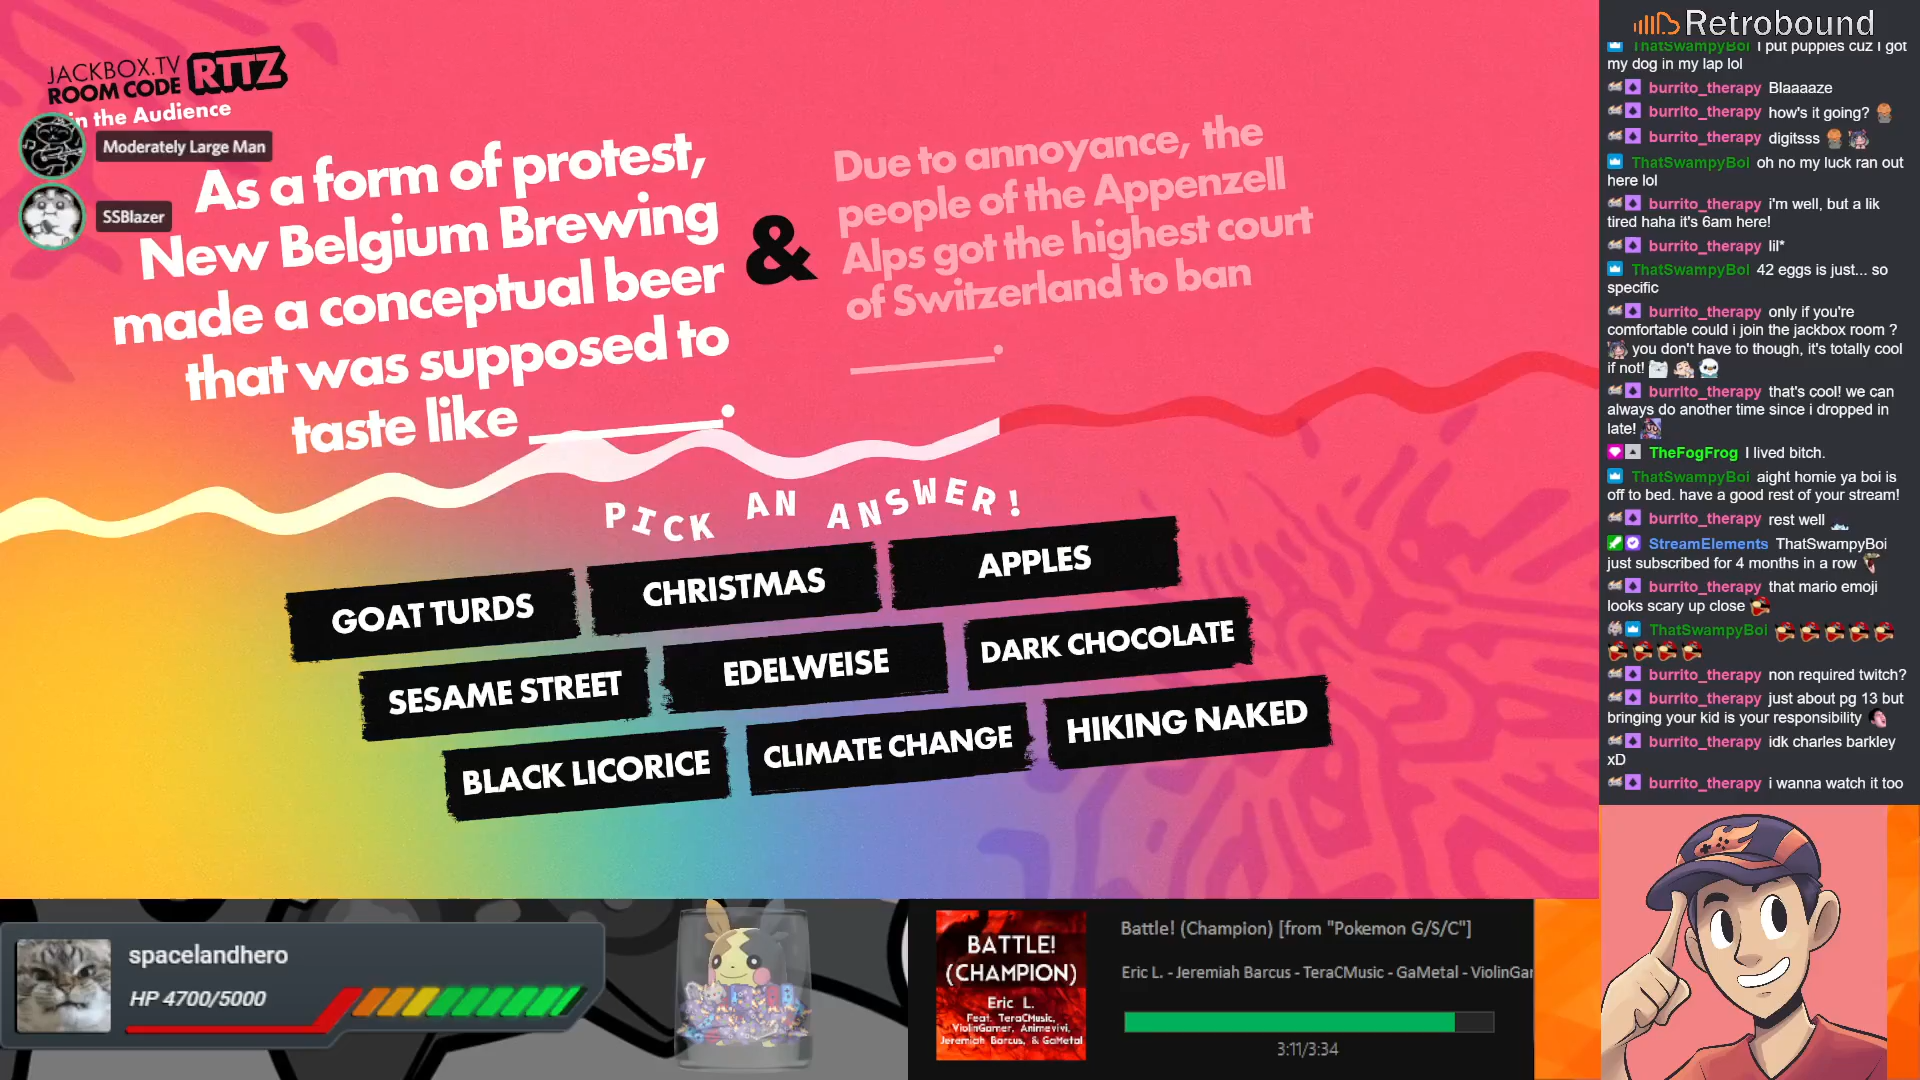 JACKBOX.TV
ROOM CODE RTTZ
in the Audience
Moderately Large Man
SSBlazer
As a form of protest,
New Belgium Brewing
made a conceptual beer
that was supposed to
taste like ______.
&
Due to annoyance, the
people of the Appenzell
Alps got the highest court
of Switzerland to ban
______.
PICK AN ANSWER!
GOAT TURDS
CHRISTMAS
APPLES
SESAME STREET
EDELWEISE
DARK CHOCOLATE
BLACK LICORICE
CLIMATE CHANGE
HIKING NAKED
spacelandhero
HP 4700/5000
BATTLE!
(CHAMPION)
Eric L.
Feat. TeraCMusic,
ViolinGamer, Animevivi,
Jeremiah Barcus, & GaMetal
Battle! (Champion) [from "Pokemon G/S/C"]
Eric L. - Jeremiah Barcus - TeraCMusic - GaMetal - ViolinGar
3:11/3:34
Retrobound
ThatSwampyBoi I put puppies cuz I got
my dog in my lap lol
burrito_therapy Blaaaaze
burrito_therapy how's it going?
burrito_therapy digitsss
ThatSwampyBoi oh no my luck ran out
here lol
burrito_therapy i'm well, but a lik
tired haha it's 6am here!
burrito_therapy lil*
ThatSwampyBoi 42 eggs is just... so
specific
burrito_therapy only if you're
comfortable could i join the jackbox room ?
you don't have to though, it's totally cool
if not!
burrito_therapy that's cool! we can
always do another time since i dropped in
late!
TheFogFrog I lived bitch.
ThatSwampyBoi aight homie ya boi is
off to bed. have a good rest of your stream!
burrito_therapy rest well
StreamElements ThatSwampyBoi
just subscribed for 4 months in a row
burrito_therapy that mario emoji
looks scary up close
ThatSwampyBoi
burrito_therapy non required twitch?
burrito_therapy just about pg 13 but
bringing your kid is your responsibility
burrito_therapy idk charles barkley
xD
burrito_therapy i wanna watch it too